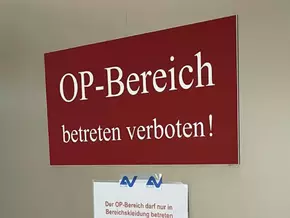 OP-Bereich
betreten verboten!
Der OP-Bereich darf nur in
Bereichskleidung betreten